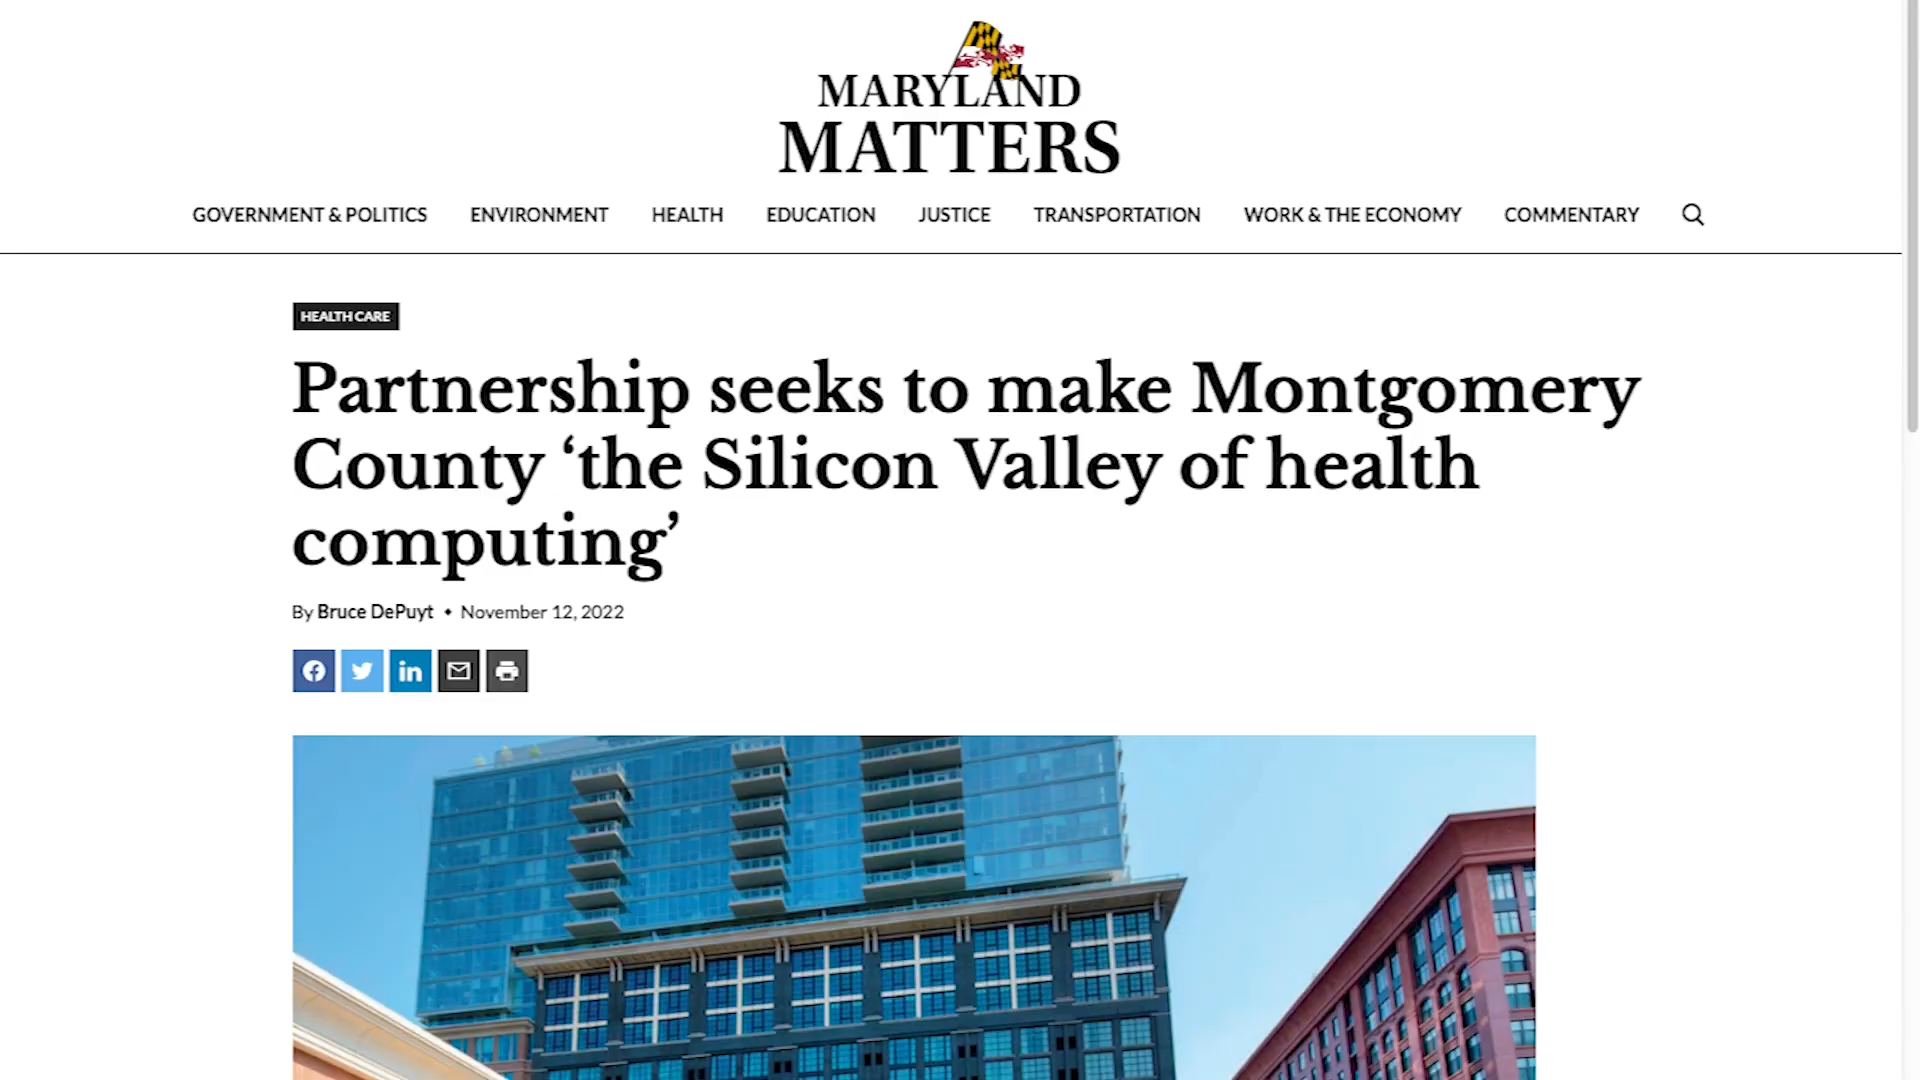 MARYLAND
MATTERS
GOVERNMENT & POLITICS ENVIRONMENT HEALTH EDUCATION JUSTICE TRANSPORTATION WORK & THE ECONOMY COMMENTARY
HEALTH CARE
Partnership seeks to make Montgomery
County ‘the Silicon Valley of health
computing’
By Bruce DePuyt • November 12, 2022